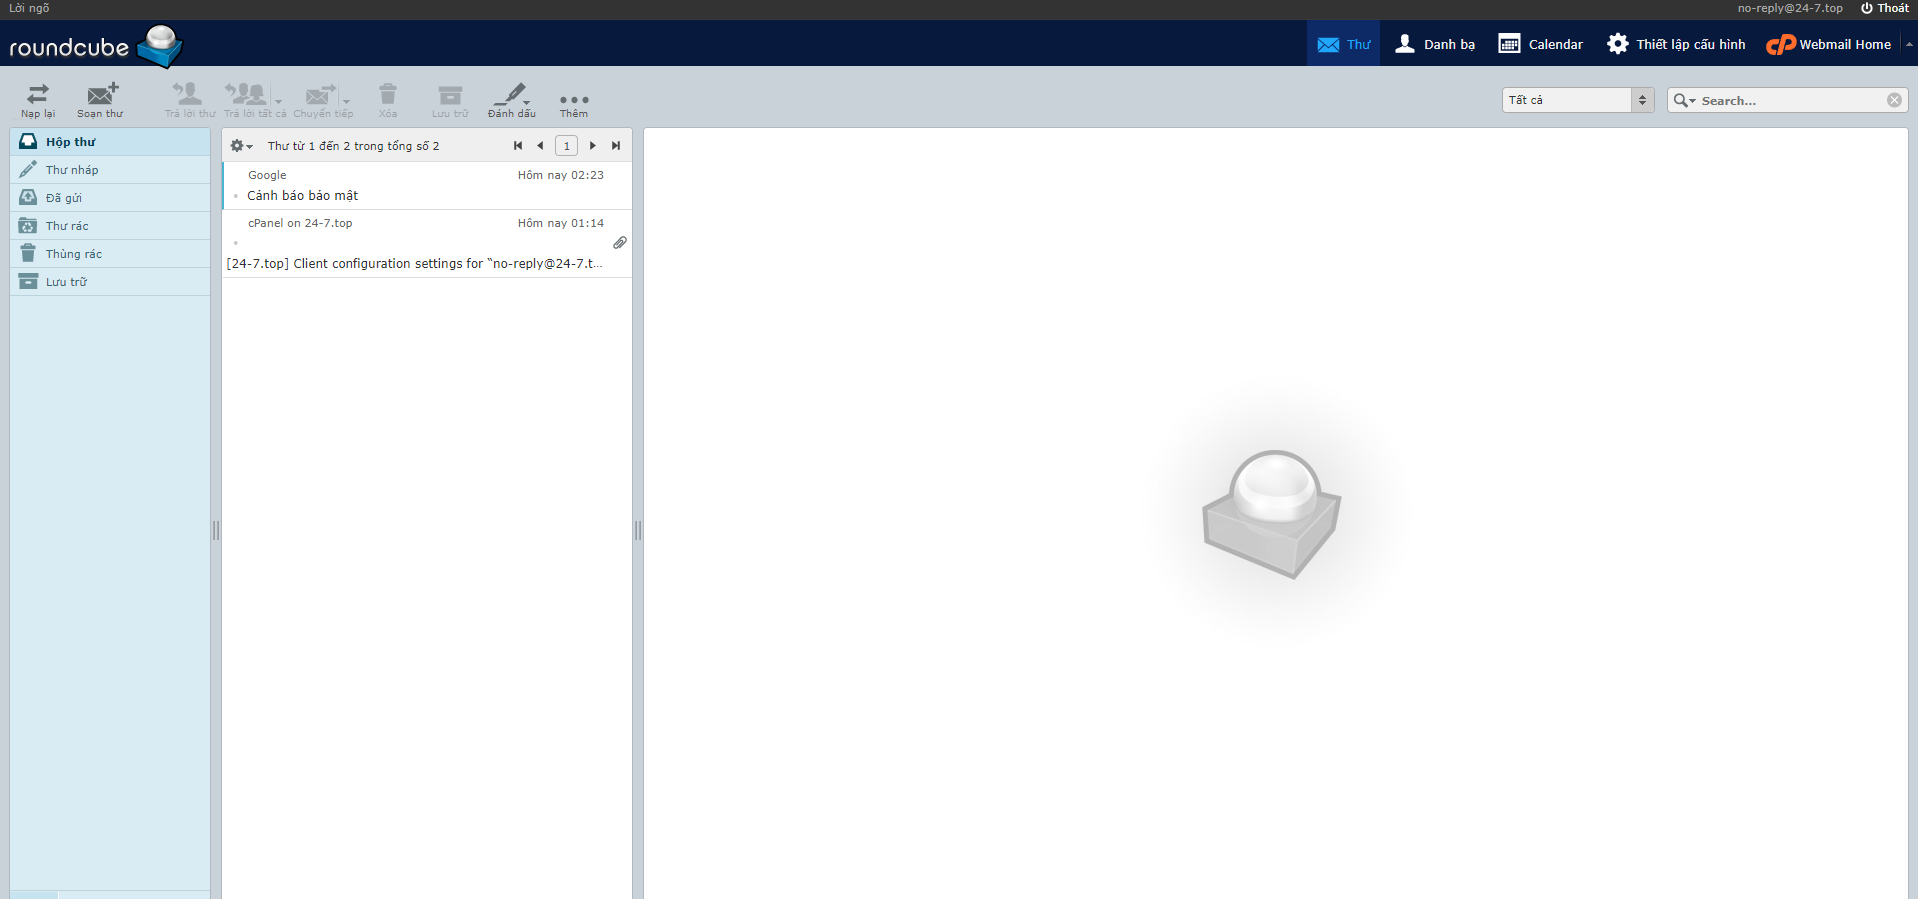 Lời ngõ
no-reply@24-7.top Thoát
roundcube
Thư Danh bạ Calendar Thiết lập cấu hình cP Webmail Home
Nạp lại Soạn thư Trả lời thư Trả lời tất cả Chuyển tiếp Xóa Lưu trữ Đánh dấu Thêm
Tất cả Search...
Hộp thư
Thư nháp
Đã gửi
Thư rác
Thùng rác
Lưu trữ
Thư từ 1 đến 2 trong tổng số 2 1
Google Hôm nay 02:23
Cảnh báo bảo mật
cPanel on 24-7.top Hôm nay 01:14
[24-7.top] Client configuration settings for “no-reply@24-7.t...